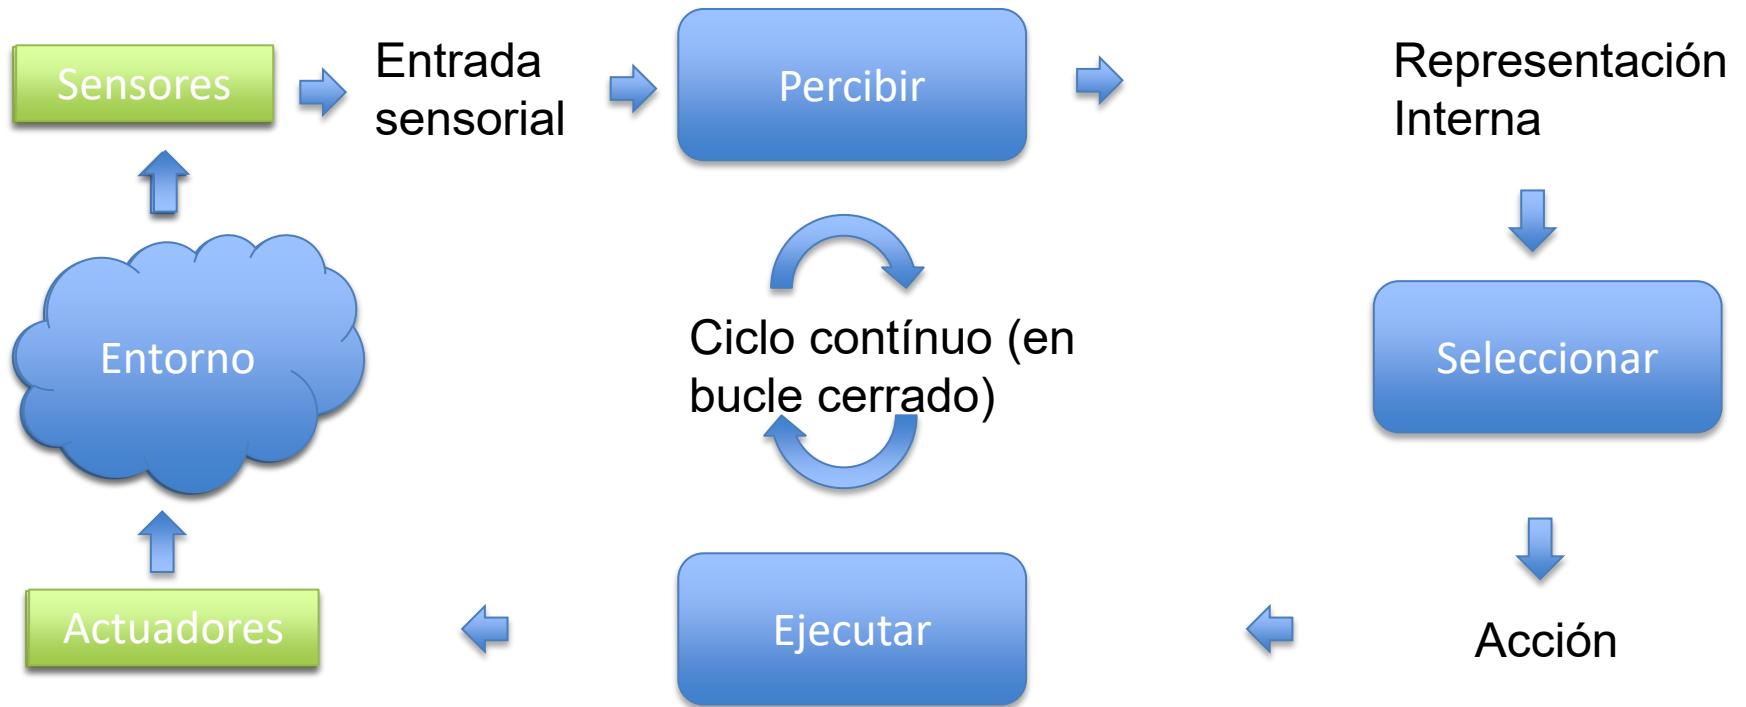 Sensores
Entrada
sensorial
Percibir
Representación
Interna
Entorno
Ciclo contínuo (en
bucle cerrado)
Seleccionar
Actuadores
Ejecutar
Acción